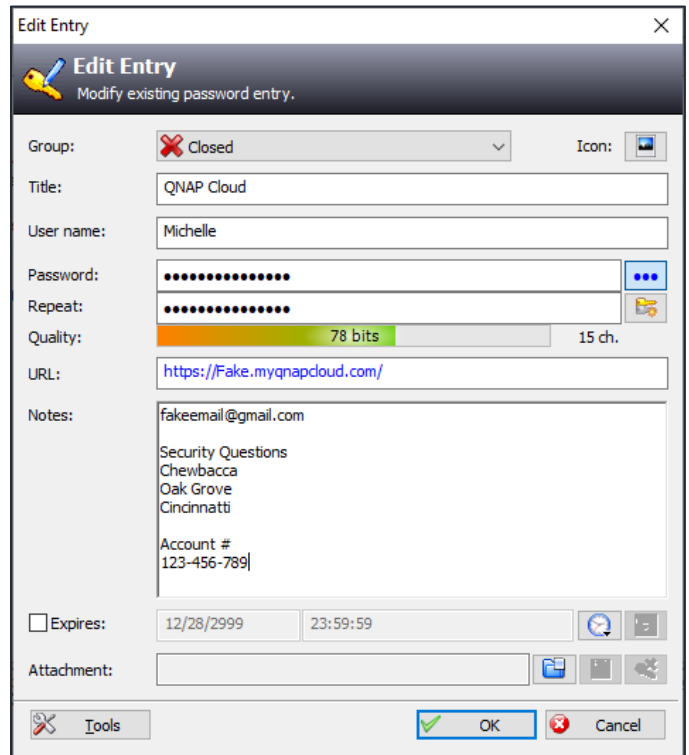 Edit Entry
Edit Entry
Modify existing password entry.
Group: Closed Icon:
Title: QNAP Cloud
User name: Michelle
Password: ●●●●●●●●●●●●●●●
Repeat: ●●●●●●●●●●●●●●●
Quality: 78 bits 15 ch.
URL: https://Fake.myqnapcloud.com/
Notes: fakeemail@gmail.com
Security Questions
Chewbacca
Oak Grove
Cincinnatti
Account #
123-456-789
Expires: 12/28/2999 23:59:59
Attachment:
Tools OK Cancel